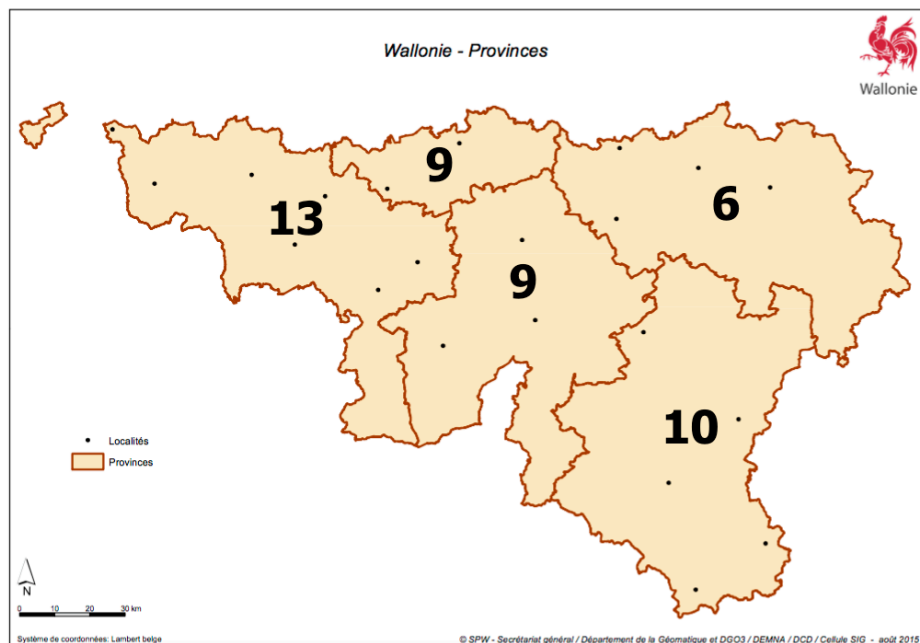 Wallonie - Provinces
Wallonie
9
13
6
9
10
Localités
Provinces
N
0 10 20 30 km
Système de coordonnées: Lambert belge
© SPW - Secrétariat général / Département de la Géomatique et DGO3 / DEMNA / DCD / Cellule SIG - août 2015